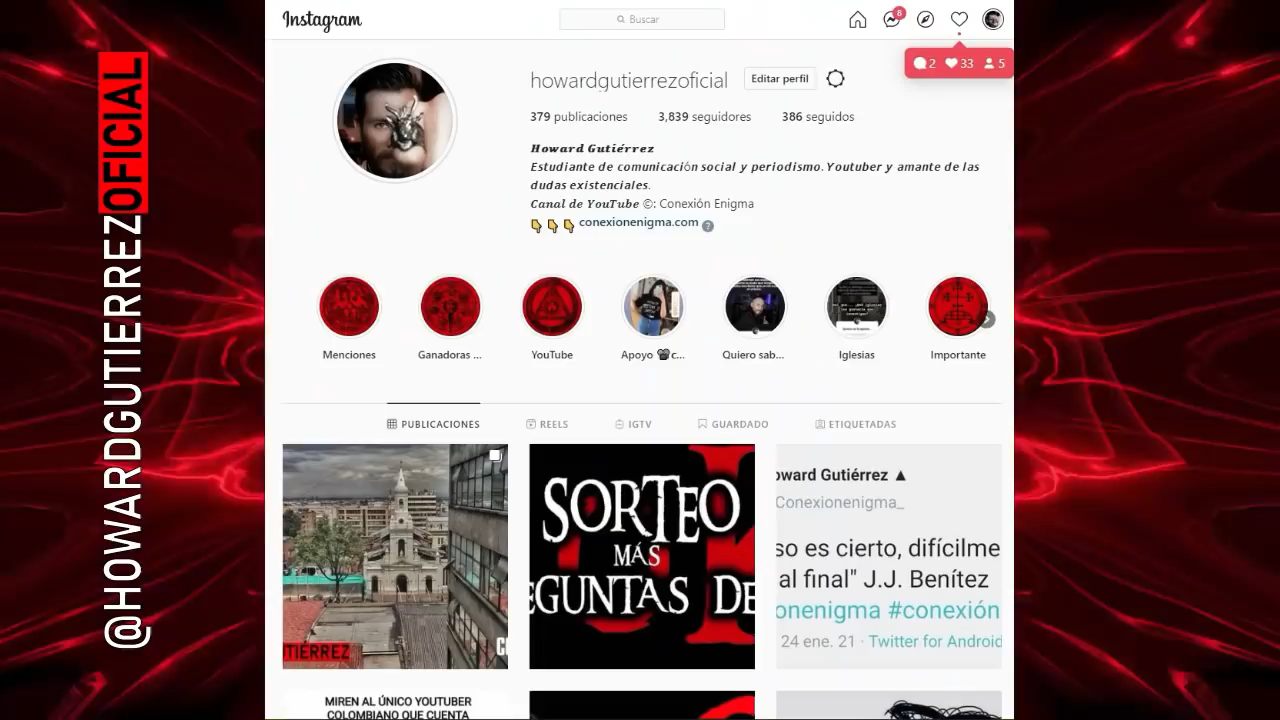 @HOWARDGUTIERREZOFICIAL
Instagram
Buscar
8
2 33 5
howardgutierrezoficial
Editar perfil
379 publicaciones 3,839 seguidores 386 seguidos
Howard Gutiérrez
Estudiante de comunicación social y periodismo. Youtuber y amante de las
dudas existenciales.
Canal de YouTube ©: Conexión Enigma
👇 👇 👇 conexionenigma.com ?
Menciones
Ganadoras ...
YouTube
Apoyo 📽c...
Quiero sab...
Iglesias
Importante
PUBLICACIONES
REELS
IGTV
GUARDADO
ETIQUETADAS
TIÉRREZ
SORTEO
MÁS
EGUNTAS DE
oward Gutiérrez ▲
Conexionenigma_
so es cierto, difícilme
al final" J.J. Benítez
onenigma #conexión
24 ene. 21 · Twitter for Android
MIREN AL ÚNICO YOUTUBER
COLOMBIANO QUE CUENTA